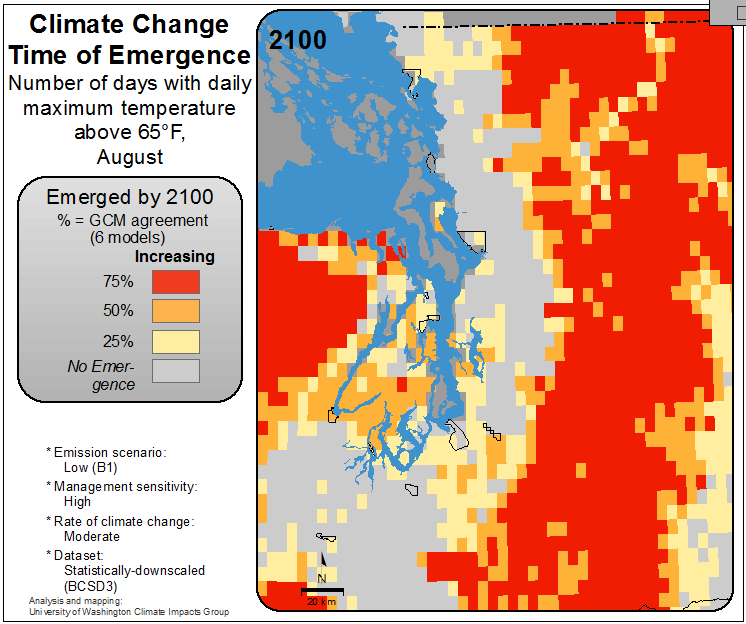 Climate Change
Time of Emergence
Number of days with daily
maximum temperature
above 65°F,
August
Emerged by 2100
% = GCM agreement
(6 models)
Increasing
75%
50%
25%
No Emer-
gence
* Emission scenario:
Low (B1)
* Management sensitivity:
High
* Rate of climate change:
Moderate
* Dataset:
Statistically-downscaled
(BCSD3)
Analysis and mapping:
University of Washington Climate Impacts Group
2100
N
20 km